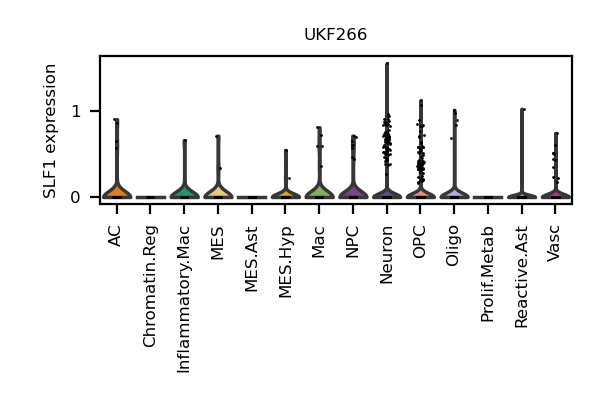 UKF266
SLF1 expression
1
0
AC
Chromatin.Reg
Inflammatory.Mac
MES
MES.Ast
MES.Hyp
Mac
NPC
Neuron
OPC
Oligo
Prolif.Metab
Reactive.Ast
Vasc